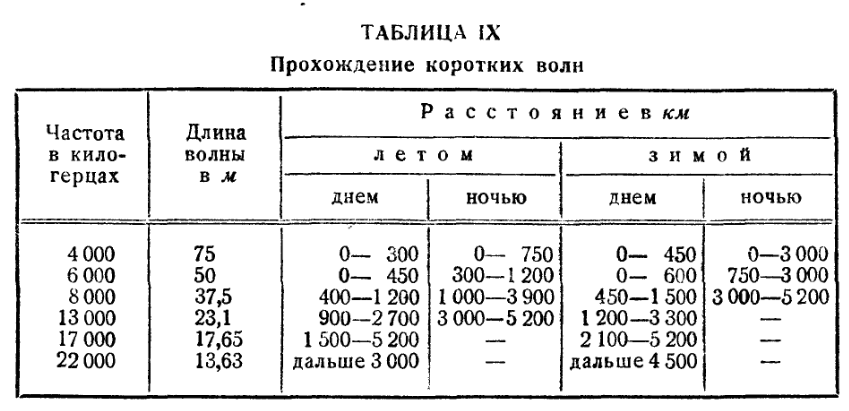 ТАБЛИЦА IX
Прохождение коротких волн
Частота в кило-герцах | Длина волны в м | Расстояние в км
летом | зимой
днем | ночью | днем | ночью
4 000 | 75 | 0— 300 | 0— 750 | 0— 450 | 0—3 000
6 000 | 50 | 0— 450 | 300—1 200 | 0— 600 | 750—3 000
8 000 | 37,5 | 400—1 200 | 1 000—3 900 | 450—1 500 | 3 000—5 200
13 000 | 23,1 | 900—2 700 | 3 000—5 200 | 1 200—3 300 | —
17 000 | 17,65 | 1 500—5 200 | — | 2 100—5 200 | —
22 000 | 13,63 | дальше 3 000 | — | дальше 4 500 | —